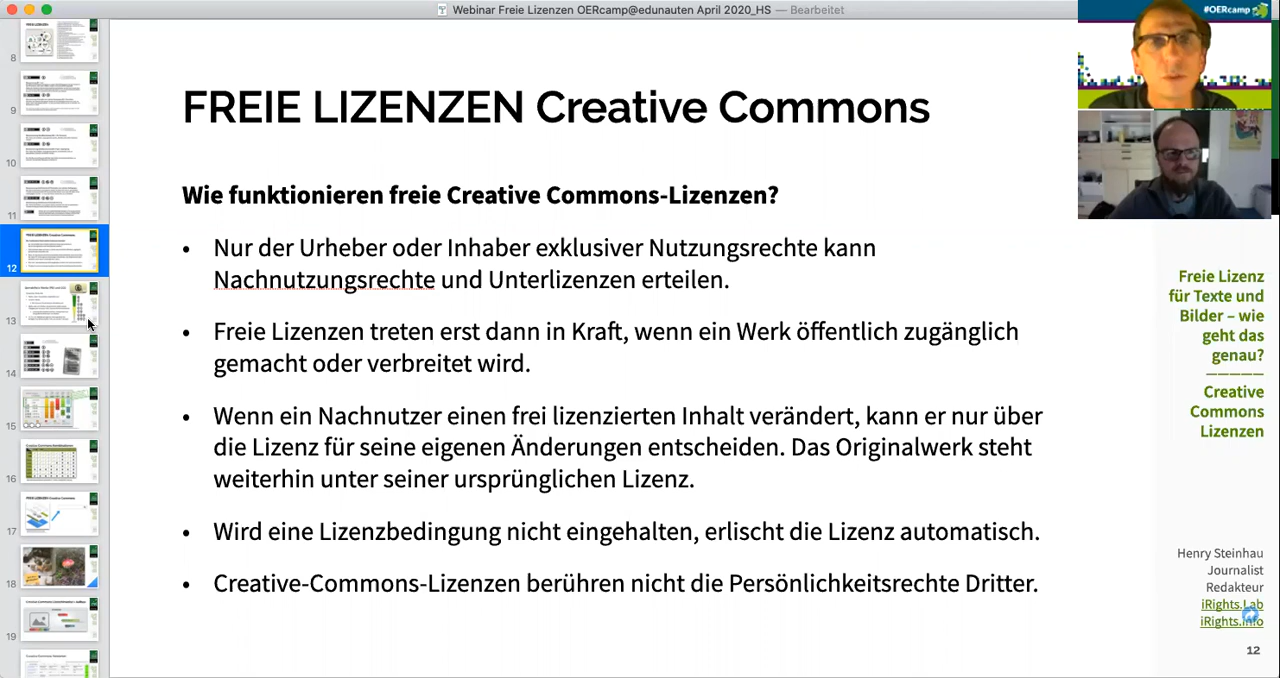 Webinar Freie Lizenzen OERcamp@edunauten April 2020_HS — Bearbeitet
#OERcamp
FREIE LIZENZEN Creative Commons
Wie funktionieren freie Creative Commons-Lizenzen?
• Nur der Urheber oder Inhaber exklusiver Nutzungsrechte kann
Nachnutzungsrechte und Unterlizenzen erteilen.
• Freie Lizenzen treten erst dann in Kraft, wenn ein Werk öffentlich zugänglich
gemacht oder verbreitet wird.
• Wenn ein Nachnutzer einen frei lizenzierten Inhalt verändert, kann er nur über
die Lizenz für seine eigenen Änderungen entscheiden. Das Originalwerk steht
weiterhin unter seiner ursprünglichen Lizenz.
• Wird eine Lizenzbedingung nicht eingehalten, erlischt die Lizenz automatisch.
• Creative-Commons-Lizenzen berühren nicht die Persönlichkeitsrechte Dritter.
Freie Lizenz
für Texte und
Bilder – wie
geht das
genau?
Creative
Commons
Lizenzen
Henry Steinhau
Journalist
Redakteur
iRights.Lab
iRights.info
12
8
9
10
11
12
13
14
15
16
17
18
19